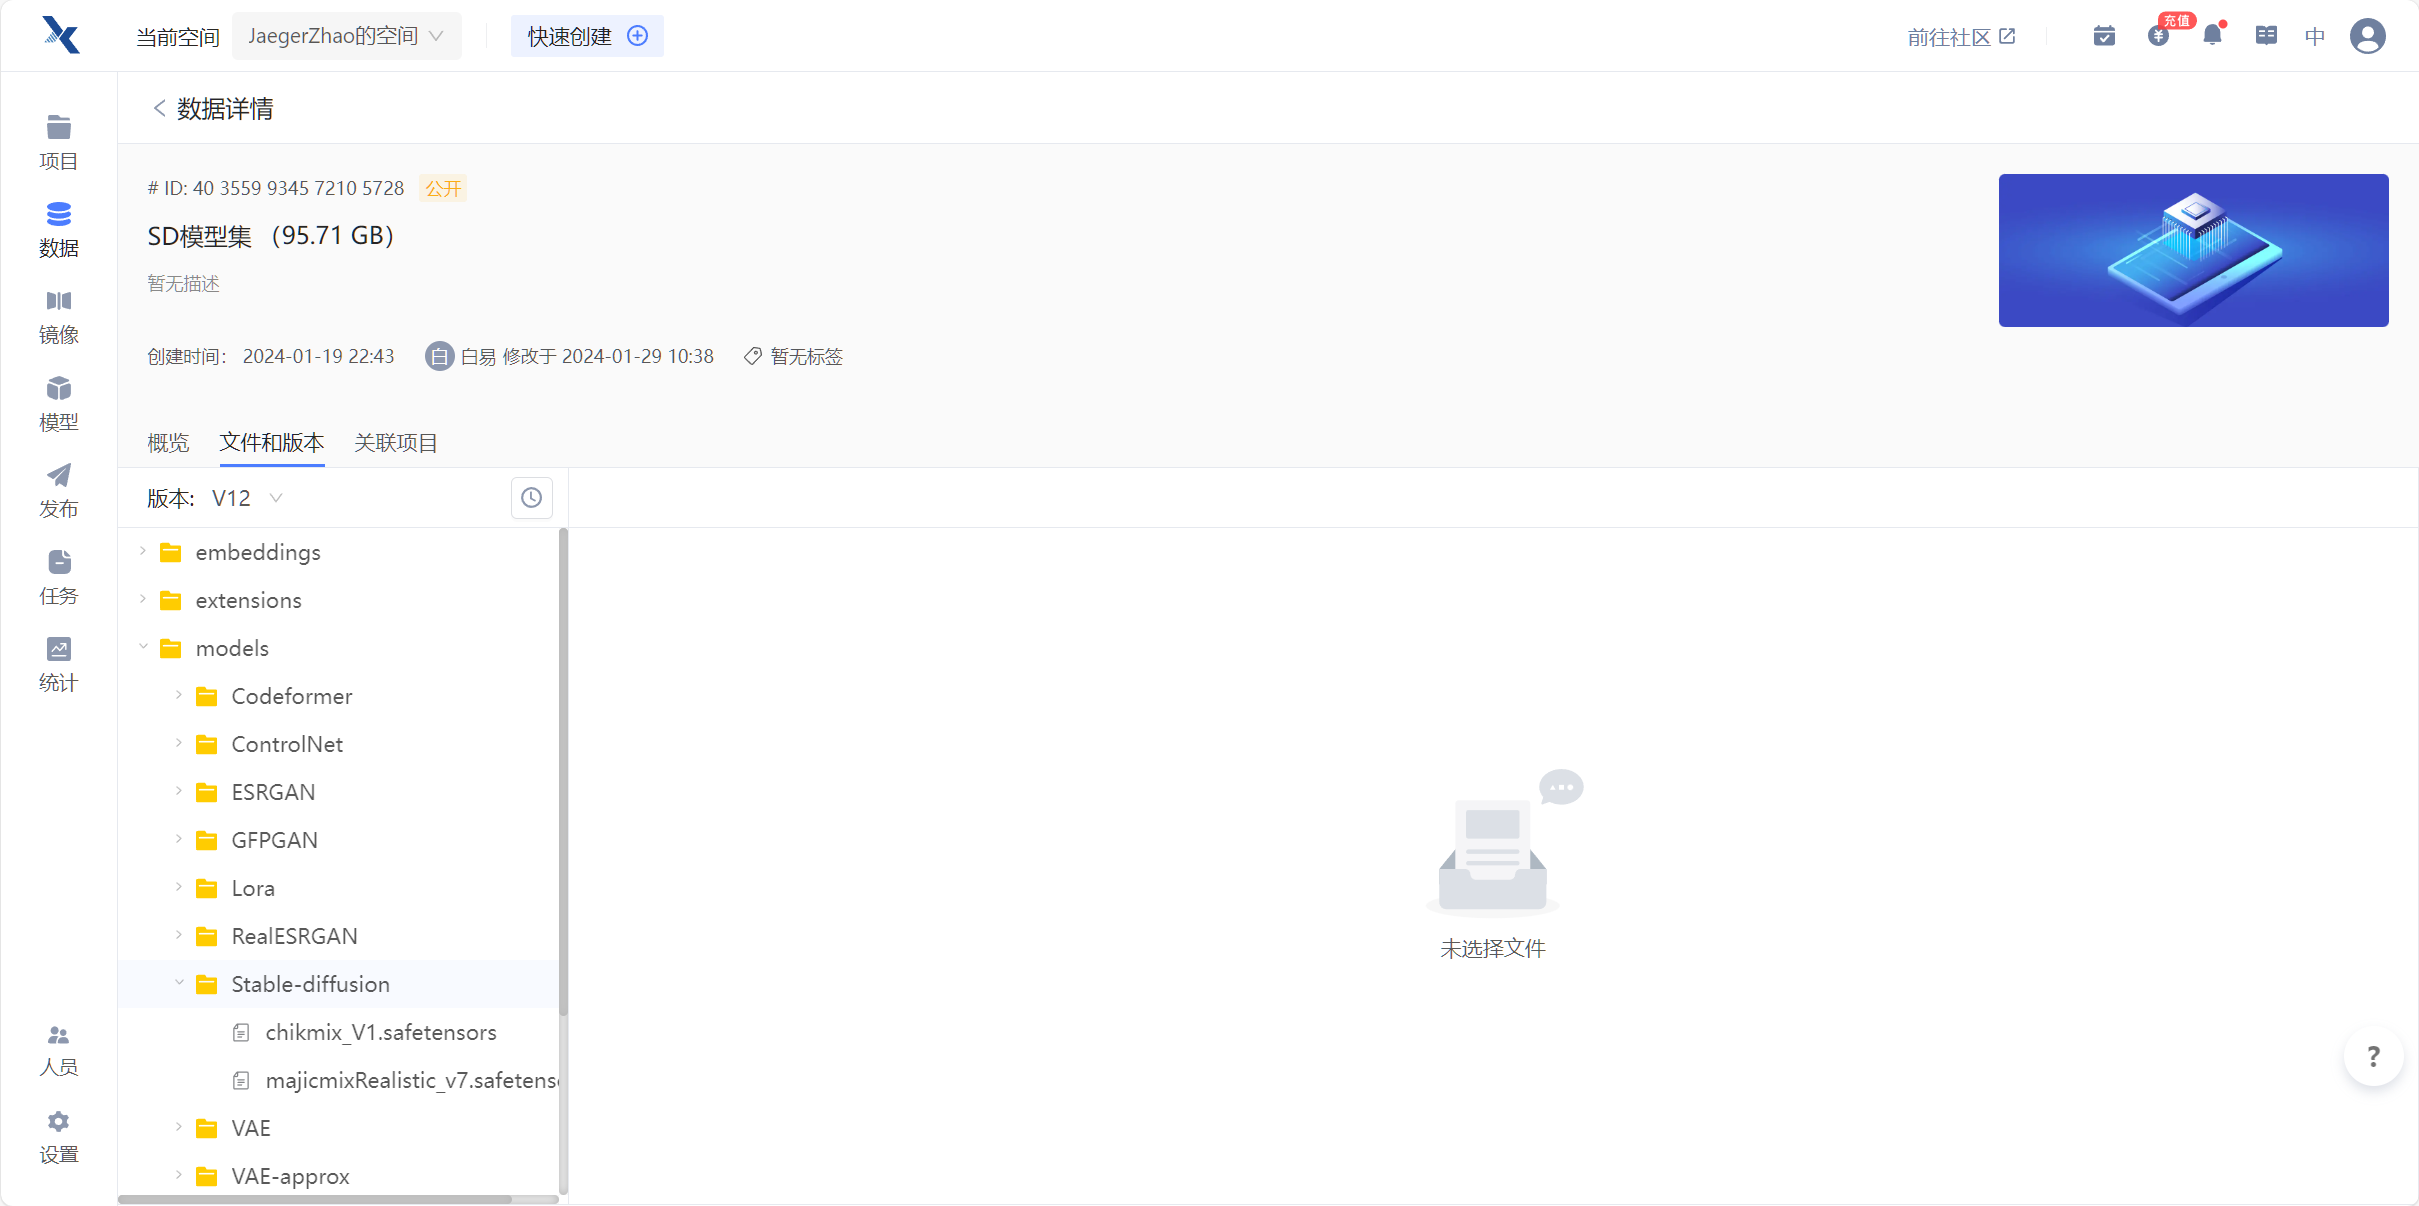 当前空间 JaegerZhao的空间 快速创建 前往社区 充值 中
数据详情
项目
数据
镜像
模型
发布
任务
统计
人员
设置
# ID: 40 3559 9345 7210 5728 公开
SD模型集 （95.71 GB）
暂无描述
创建时间： 2024-01-19 22:43 白 白易 修改于 2024-01-29 10:38 暂无标签
概览 文件和版本 关联项目
版本: V12
embeddings
extensions
models
Codeformer
ControlNet
ESRGAN
GFPGAN
Lora
RealESRGAN
Stable-diffusion
chikmix_V1.safetensors
majicmixRealistic_v7.safetens
VAE
VAE-approx
未选择文件
?